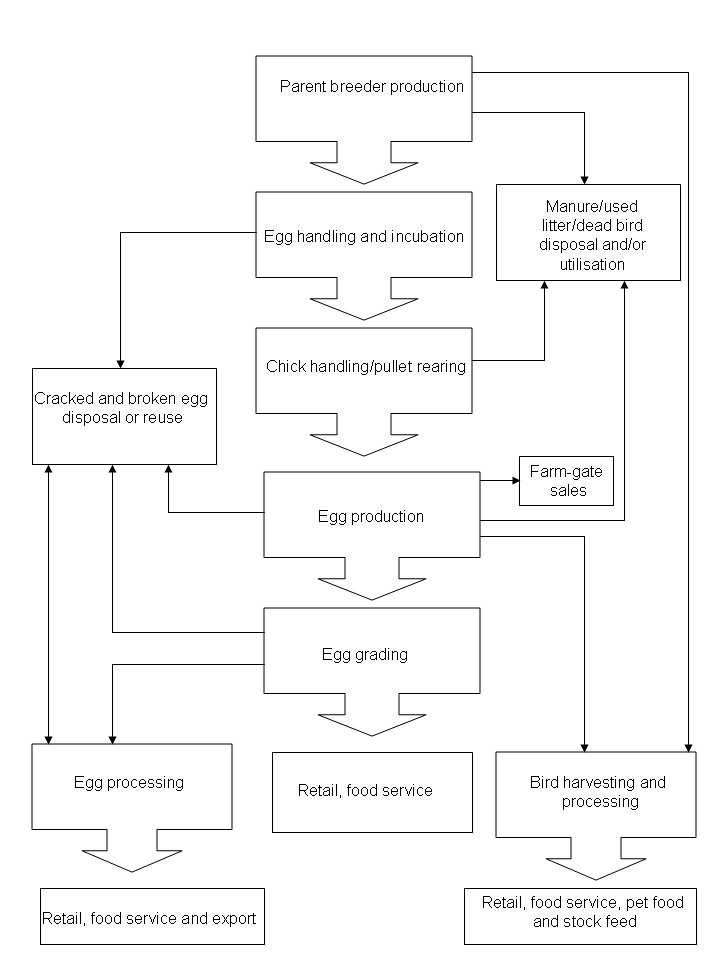 Parent breeder production
Manure/used
litter/dead bird
disposal and/or
utilisation
Egg handling and incubation
Chick handling/pullet rearing
Cracked and broken egg
disposal or reuse
Farm-gate
sales
Egg production
Egg grading
Egg processing
Retail, food service
Bird harvesting and
processing
Retail, food service and export
Retail, food service, pet food
and stock feed